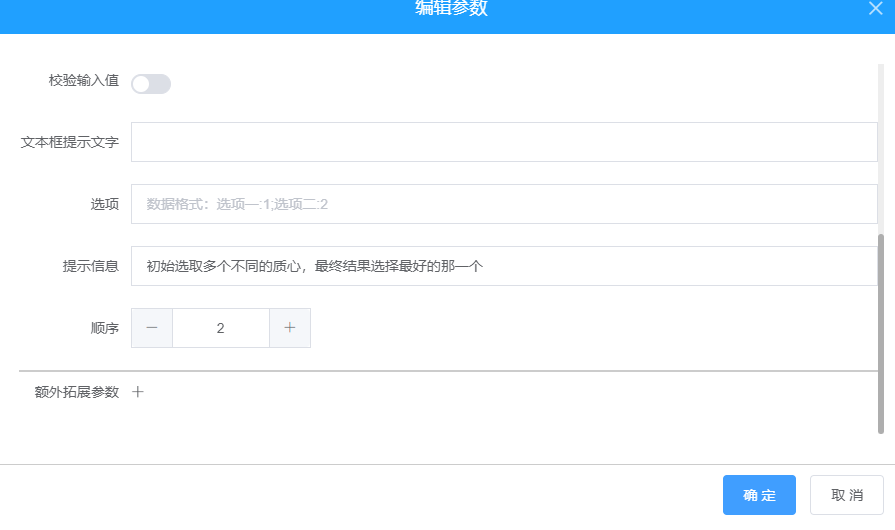 编辑参数
校验输入值
文本框提示文字
选项 数据格式：选项一:1;选项二:2
提示信息 初始选取多个不同的质心，最终结果选择最好的那一个
顺序 2
额外拓展参数
确 定 取 消